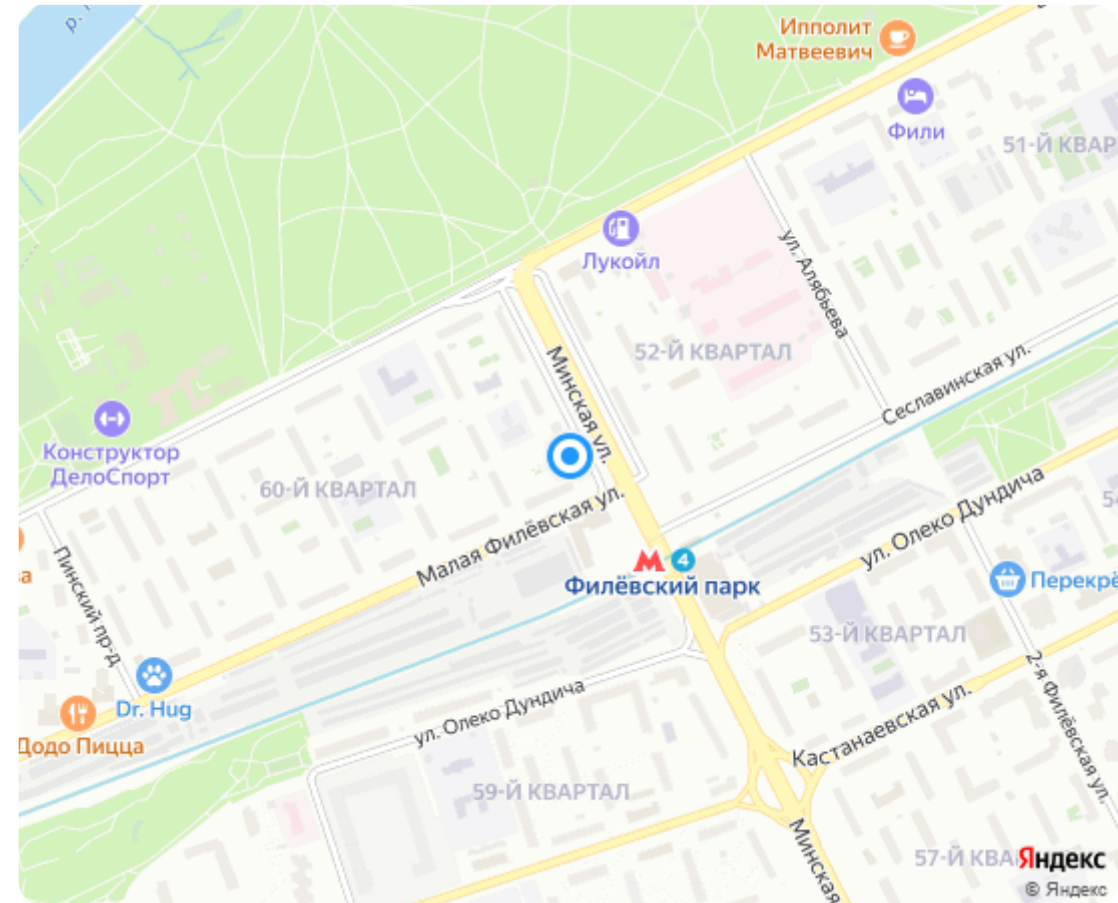 р.
Ипполит
Матвеевич
Фили
51-Й КВАР
Лукойл
ул. Алябьева
52-Й КВАРТАЛ
Минская ул.
Сеславинская ул.
Конструктор
ДелоСпорт
60-Й КВАРТАЛ
Малая Филёвская ул.
ул. Олеко Дундича
54
Пинский пр-д
а
4
Филёвский парк
Перекрё
53-Й КВАРТАЛ
Dr. Hug
Додо Пицца
ул. Олеко Дундича
Кастанаевская ул.
2-я Филёвская ул.
59-Й КВАРТАЛ
Минская
57-Й КВА
Яндекс
© Яндекс